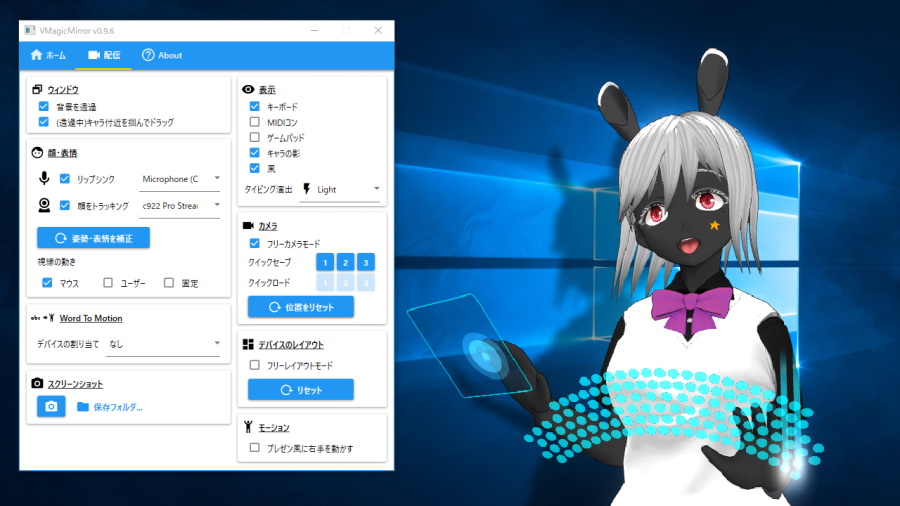 VMagicMirror v0.9.6
ホーム
配信
About
ウィンドウ
背景を透過
(透過中)キャラ付近を掴んでドラッグ
顔・表情
リップシンク
Microphone (C
顔をトラッキング
c922 Pro Strea
姿勢・表情を補正
視線の動き
マウス
ユーザー
固定
abc
Word To Motion
デバイスの割り当て
なし
スクリーンショット
保存フォルダ...
表示
キーボード
MIDIコン
ゲームパッド
キャラの影
風
タイピング演出
Light
カメラ
フリーカメラモード
クイックセーブ
1 2 3
クイックロード
1 2 3
位置をリセット
デバイスのレイアウト
フリーレイアウトモード
リセット
モーション
プレゼン風に右手を動かす